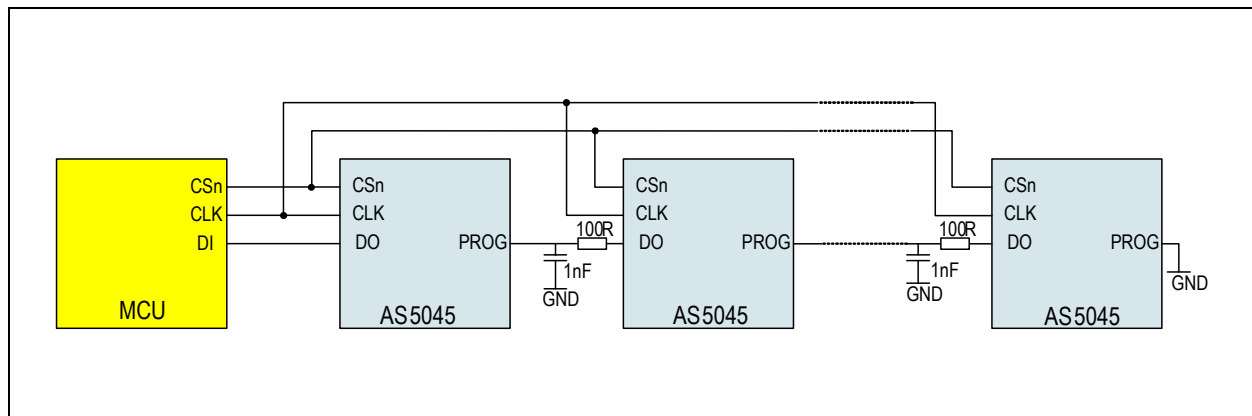 CSn
CLK
DI
MCU
CSn
CLK
DO
PROG
AS5045
100R
1nF
GND
CSn
CLK
DO
PROG
AS5045
100R
1nF
GND
CSn
CLK
DO
PROG
AS5045
GND